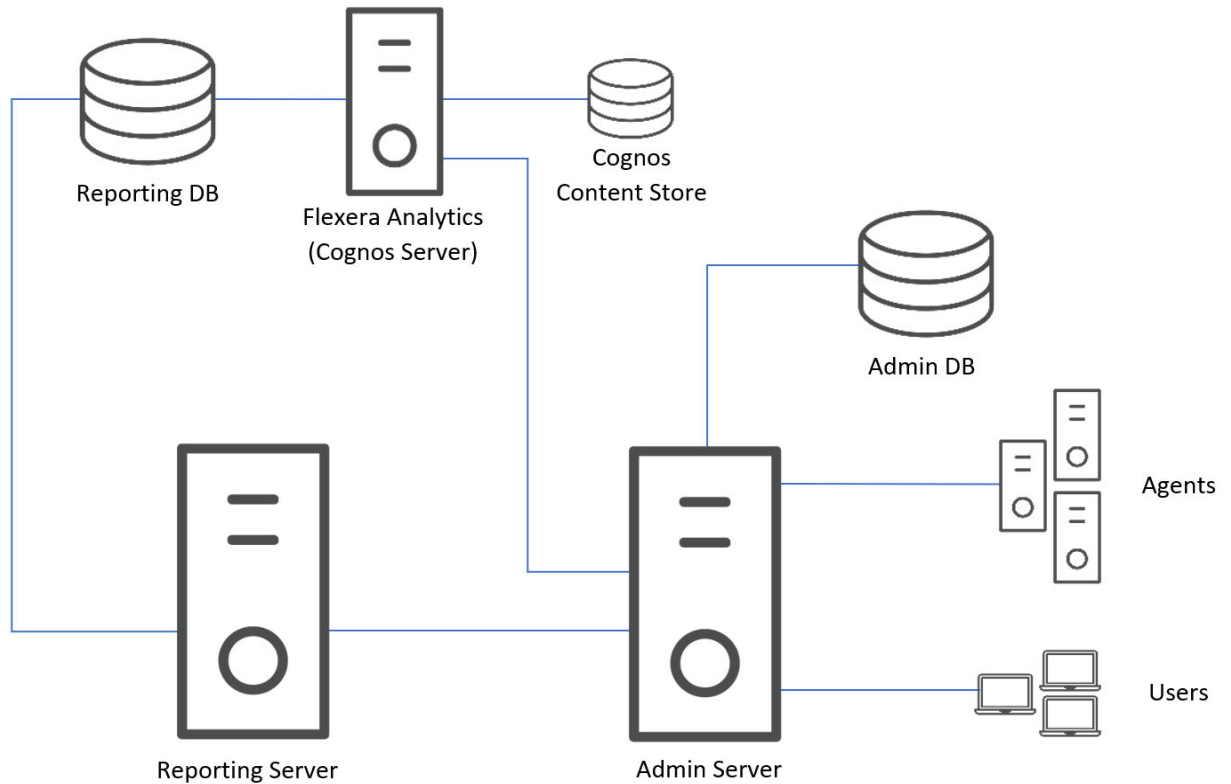 Reporting DB
Flexera Analytics
(Cognos Server)
Cognos
Content Store
Admin DB
Agents
Users
Reporting Server
Admin Server